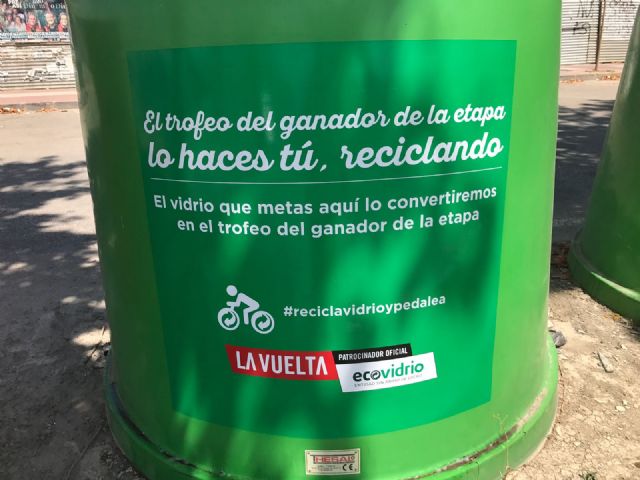 El trofeo del ganador de la etapa
lo haces tú, reciclando
El vidrio que metas aquí lo convertiremos
en el trofeo del ganador de la etapa
#reciclavidrioypedalea
LA VUELTA
PATROCINADOR OFICIAL
ecovidrio
CE